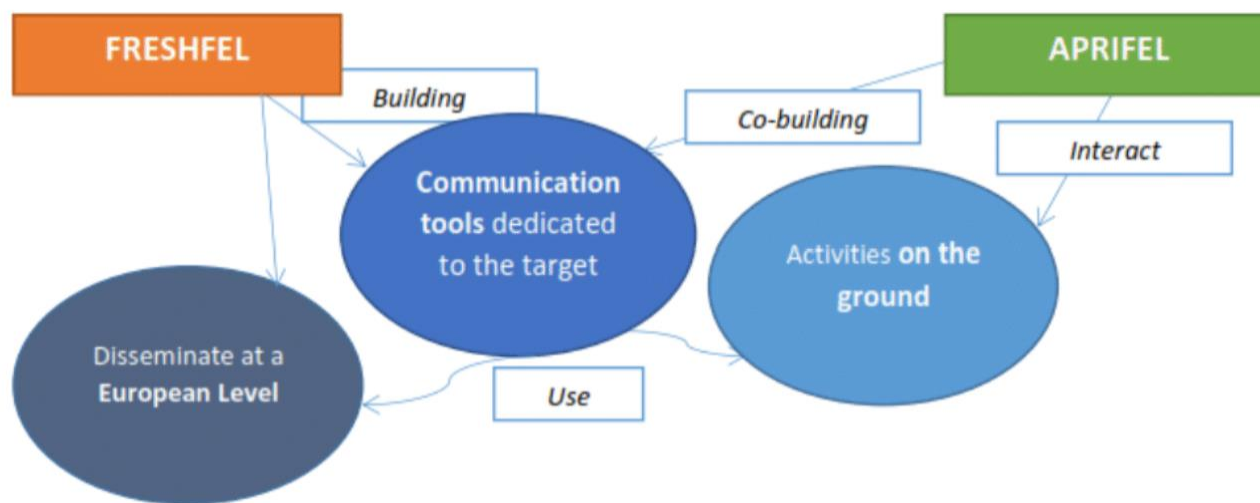 FRESHFEL
APRIFEL
Building
Co-building
Interact
Communication
tools dedicated
to the target
Activities on the
ground
Disseminate at a
European Level
Use